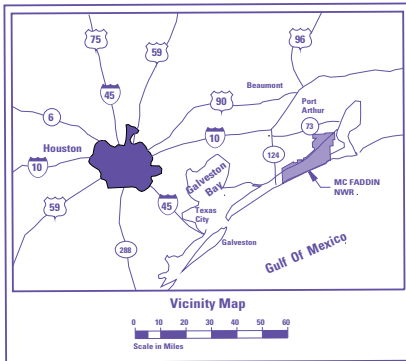 75
59
96
45
90
Beaumont
Port
Arthur
6
10
73
Houston
124
10
Galveston
Bay
MC FADDIN
NWR .
59
45
Texas
City
288
Galveston
Gulf Of Mexico
Vicinity Map
0 10 20 30 40 50 60
Scale in Miles